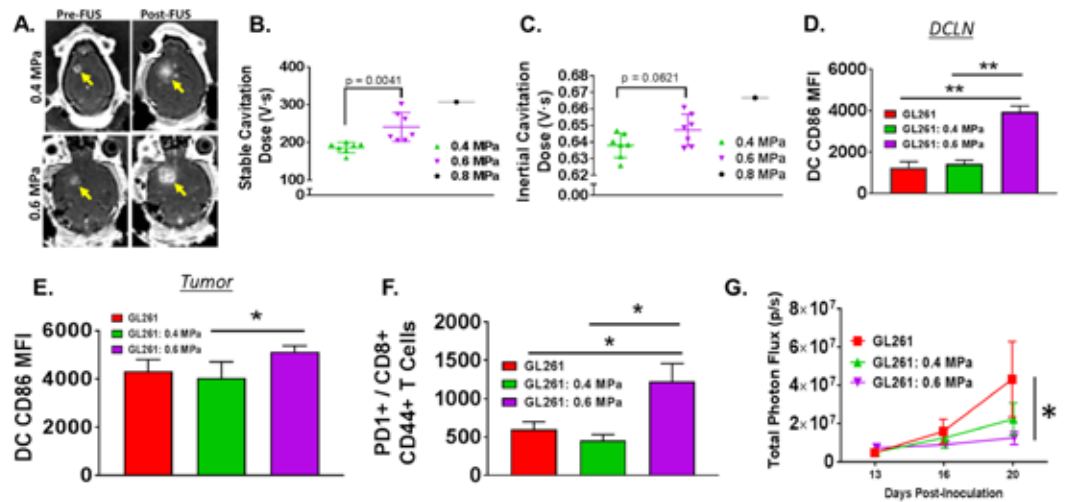 A.
Pre-FUS
Post-FUS
0.4 MPa
0.6 MPa
B.
Stable Cavitation
Dose (V·s)
400
300
200
100
0
p = 0.0041
0.4 MPa
0.6 MPa
0.8 MPa
C.
Inertial Cavitation
Dose (V·s)
0.68
0.67
0.66
0.65
0.64
0.63
0.62
0.00
p = 0.0621
0.4 MPa
0.6 MPa
0.8 MPa
D.
DCLN
DC CD86 MFI
6000
4000
2000
0
**
**
GL261
GL261: 0.4 MPa
GL261: 0.6 MPa
E.
Tumor
DC CD86 MFI
6000
4000
2000
0
GL261
GL261: 0.4 MPa
GL261: 0.6 MPa
*
F.
PD1+ / CD8+
CD44+ T Cells
2000
1500
1000
500
0
*
*
GL261
GL261: 0.4 MPa
GL261: 0.6 MPa
G.
Total Photon Flux (p/s)
8×10⁷
6×10⁷
4×10⁷
2×10⁷
0
GL261
GL261: 0.4 MPa
GL261: 0.6 MPa
*
13
16
20
Days Post-Inoculation